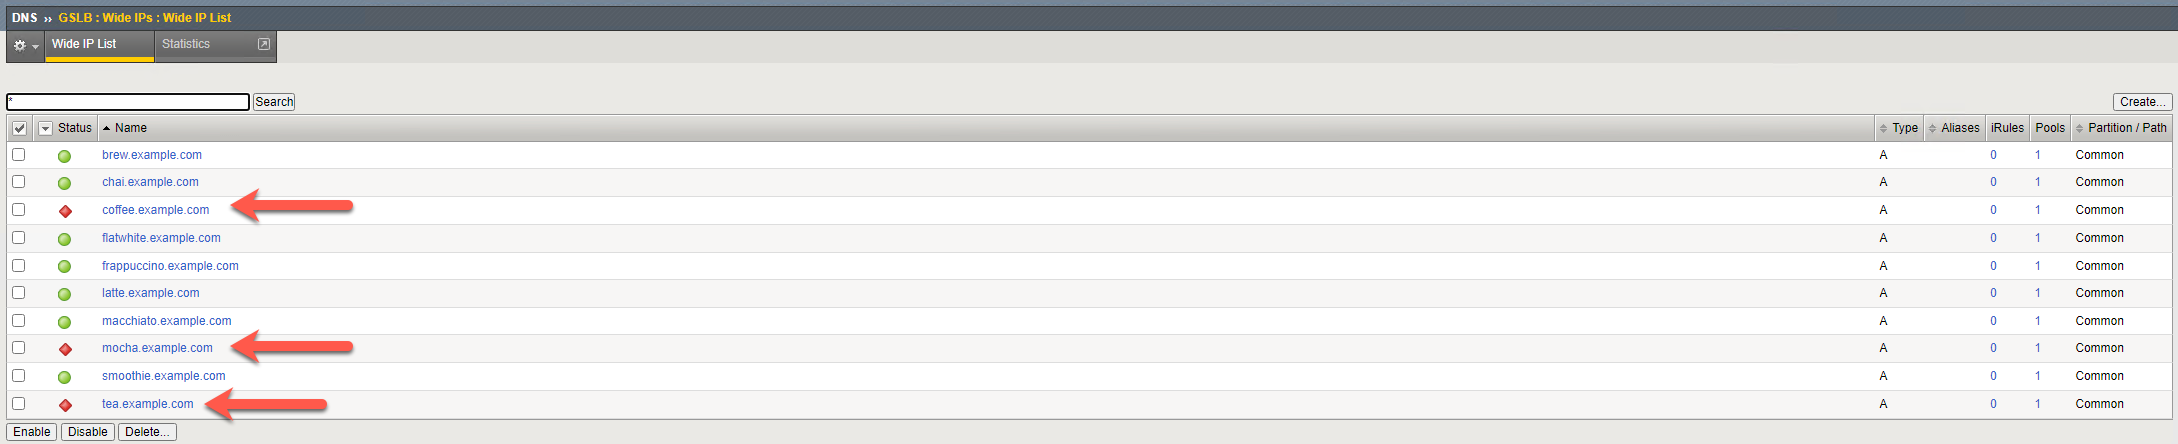 DNS ›› GSLB : Wide IPs : Wide IP List
Wide IP List Statistics
* Search Create...
Status Name Type Aliases iRules Pools Partition / Path
brew.example.com A 0 1 Common
chai.example.com A 0 1 Common
coffee.example.com A 0 1 Common
flatwhite.example.com A 0 1 Common
frappuccino.example.com A 0 1 Common
latte.example.com A 0 1 Common
macchiato.example.com A 0 1 Common
mocha.example.com A 0 1 Common
smoothie.example.com A 0 1 Common
tea.example.com A 0 1 Common
Enable Disable Delete...